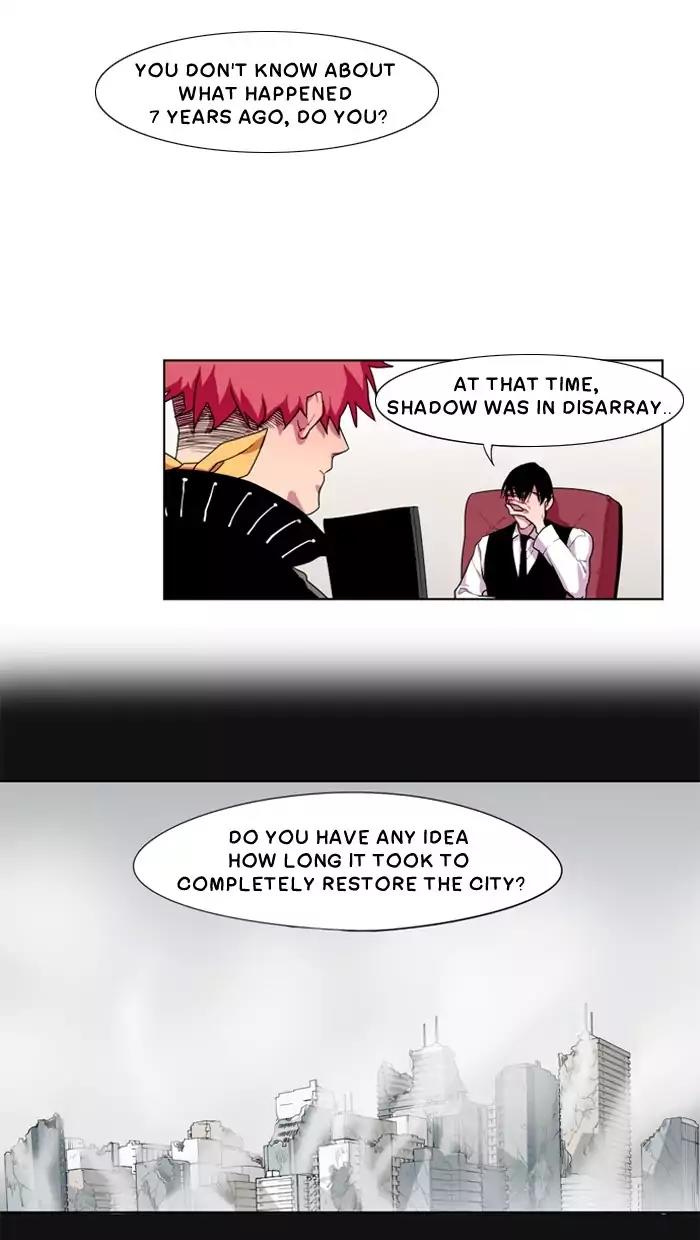 YOU DON'T KNOW ABOUT
WHAT HAPPENED
7 YEARS AGO, DO YOU?
AT THAT TIME,
SHADOW WAS IN DISARRAY..
DO YOU HAVE ANY IDEA
HOW LONG IT TOOK TO
COMPLETELY RESTORE THE CITY?